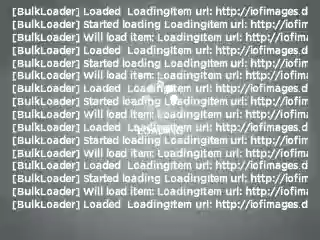 [BulkLoader] Loaded LoadingItem url: http://iofimages.d
[BulkLoader] Started loading LoadingItem url: http://iofim
[BulkLoader] Will load item: LoadingItem url: http://iofima
[BulkLoader] Loaded LoadingItem url: http://iofimages.d
[BulkLoader] Started loading LoadingItem url: http://iofim
[BulkLoader] Will load item: LoadingItem url: http://iofima
[BulkLoader] Loaded LoadingItem url: http://iofimages.d
[BulkLoader] Started loading LoadingItem url: http://iofim
[BulkLoader] Will load item: LoadingItem url: http://iofima
[BulkLoader] Loaded LoadingItem url: http://iofimages.d
[BulkLoader] Started loading LoadingItem url: http://iofim
[BulkLoader] Will load item: LoadingItem url: http://iofima
[BulkLoader] Loaded LoadingItem url: http://iofimages.d
[BulkLoader] Started loading LoadingItem url: http://iofim
[BulkLoader] Will load item: LoadingItem url: http://iofima
[BulkLoader] Loaded LoadingItem url: http://iofimages.d